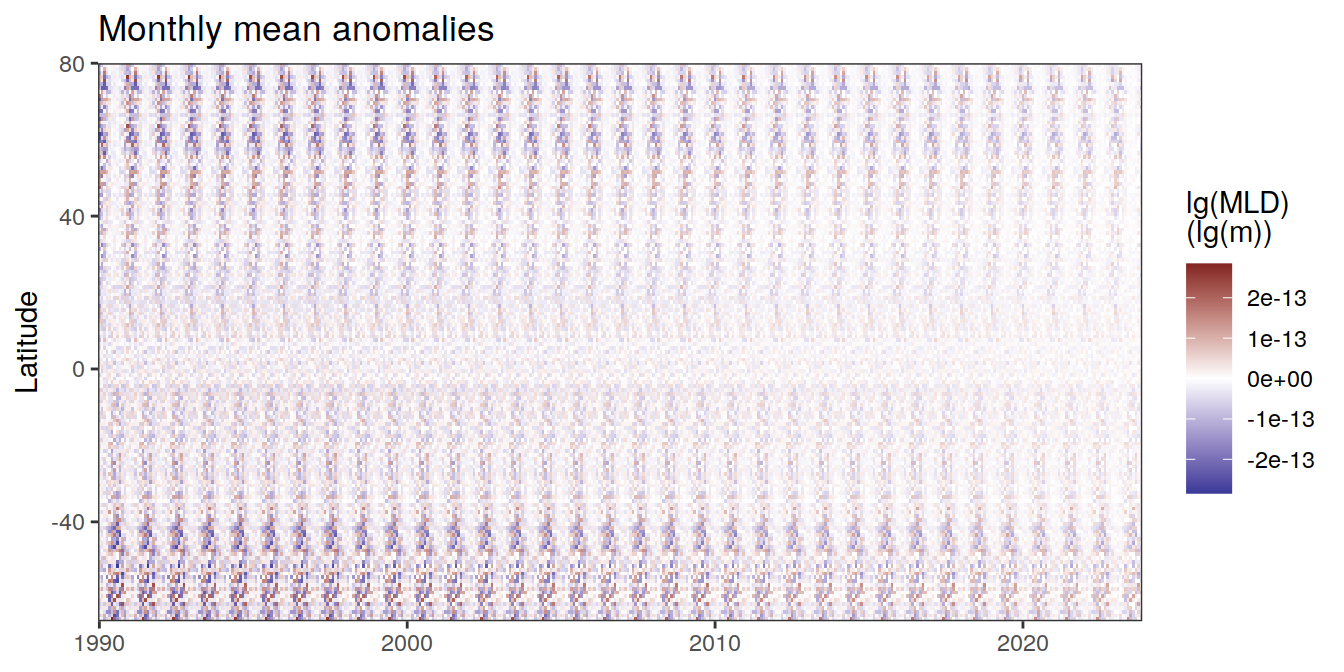 Monthly mean anomalies
80
40
0
-40
Latitude
1990
2000
2010
2020
lg(MLD)
(lg(m))
2e-13
1e-13
0e+00
-1e-13
-2e-13